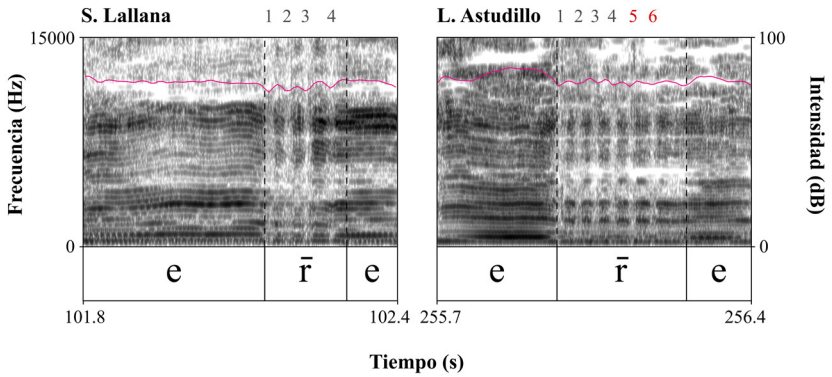 S. Lallana 1 2 3 4 L. Astudillo 1 2 3 4 5 6
15000 100
Frecuencia (Hz) Intensidad (dB)
0 0
e r̄ e e r̄ e
101.8 102.4 255.7 256.4
Tiempo (s)